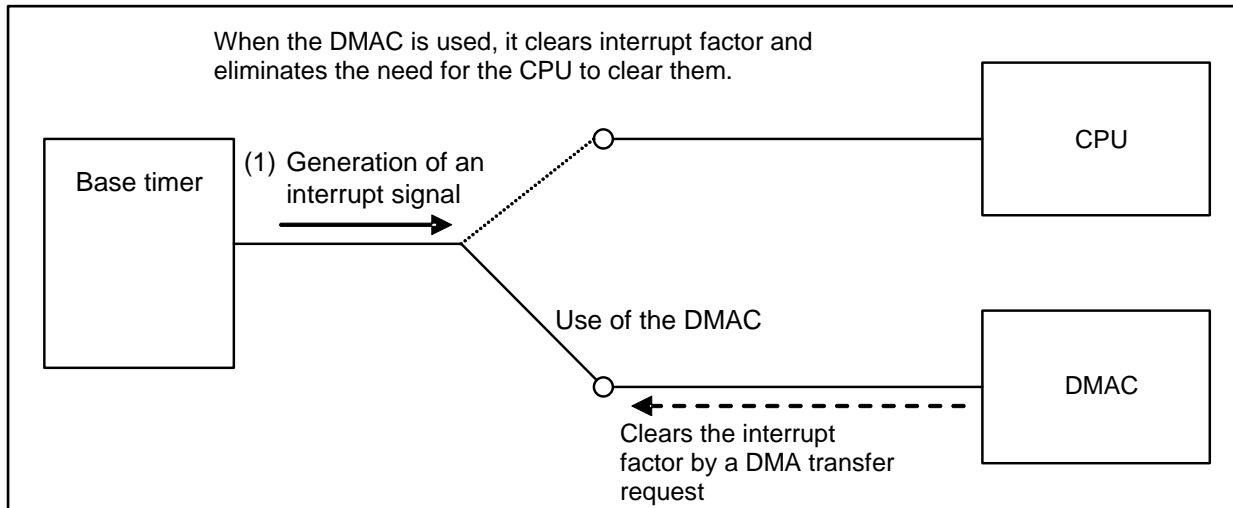 When the DMAC is used, it clears interrupt factor and
eliminates the need for the CPU to clear them.
CPU
Base timer
(1) Generation of an
interrupt signal
Use of the DMAC
DMAC
Clears the interrupt
factor by a DMA transfer
request